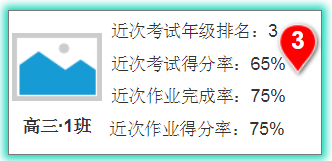 近次考试年级排名：3
3
近次考试得分率：65%
近次作业完成率：75%
高三·1班
近次作业得分率：75%